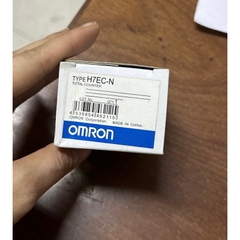 TYPE H7EC-N
TOTAL COUNTER
OMRON Corporation MADE IN CHINA
OMRON